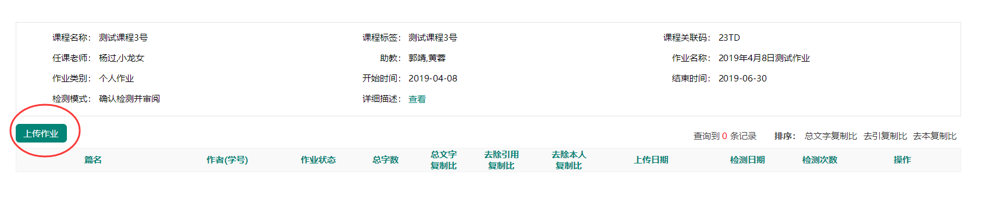 课程名称： 测试课程3号 课程标签： 测试课程3号 课程关联码： 23TD
任课老师： 杨过,小龙女 助教： 郭靖,黄蓉 作业名称： 2019年4月8日测试作业
作业类别： 个人作业 开始时间： 2019-04-08 结束时间： 2019-06-30
检测模式： 确认检测并审阅 详细描述： 查看
上传作业 查询到 0 条记录 排序： 总文字复制比 去引复制比 去本复制比
篇名 作者(学号) 作业状态 总字数 总文字复制比 去除引用复制比 去除本人复制比 上传日期 检测日期 检测次数 操作